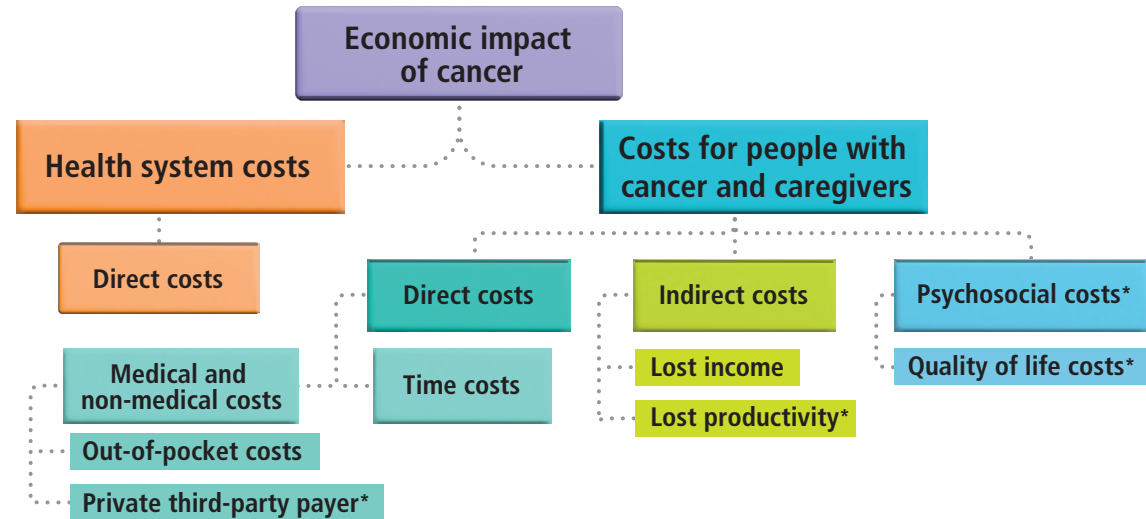 Economic impact
of cancer
Health system costs
Costs for people with
cancer and caregivers
Direct costs
Direct costs
Indirect costs
Psychosocial costs*
Medical and
non-medical costs
Time costs
Lost income
Quality of life costs*
Lost productivity*
Out-of-pocket costs
Private third-party payer*